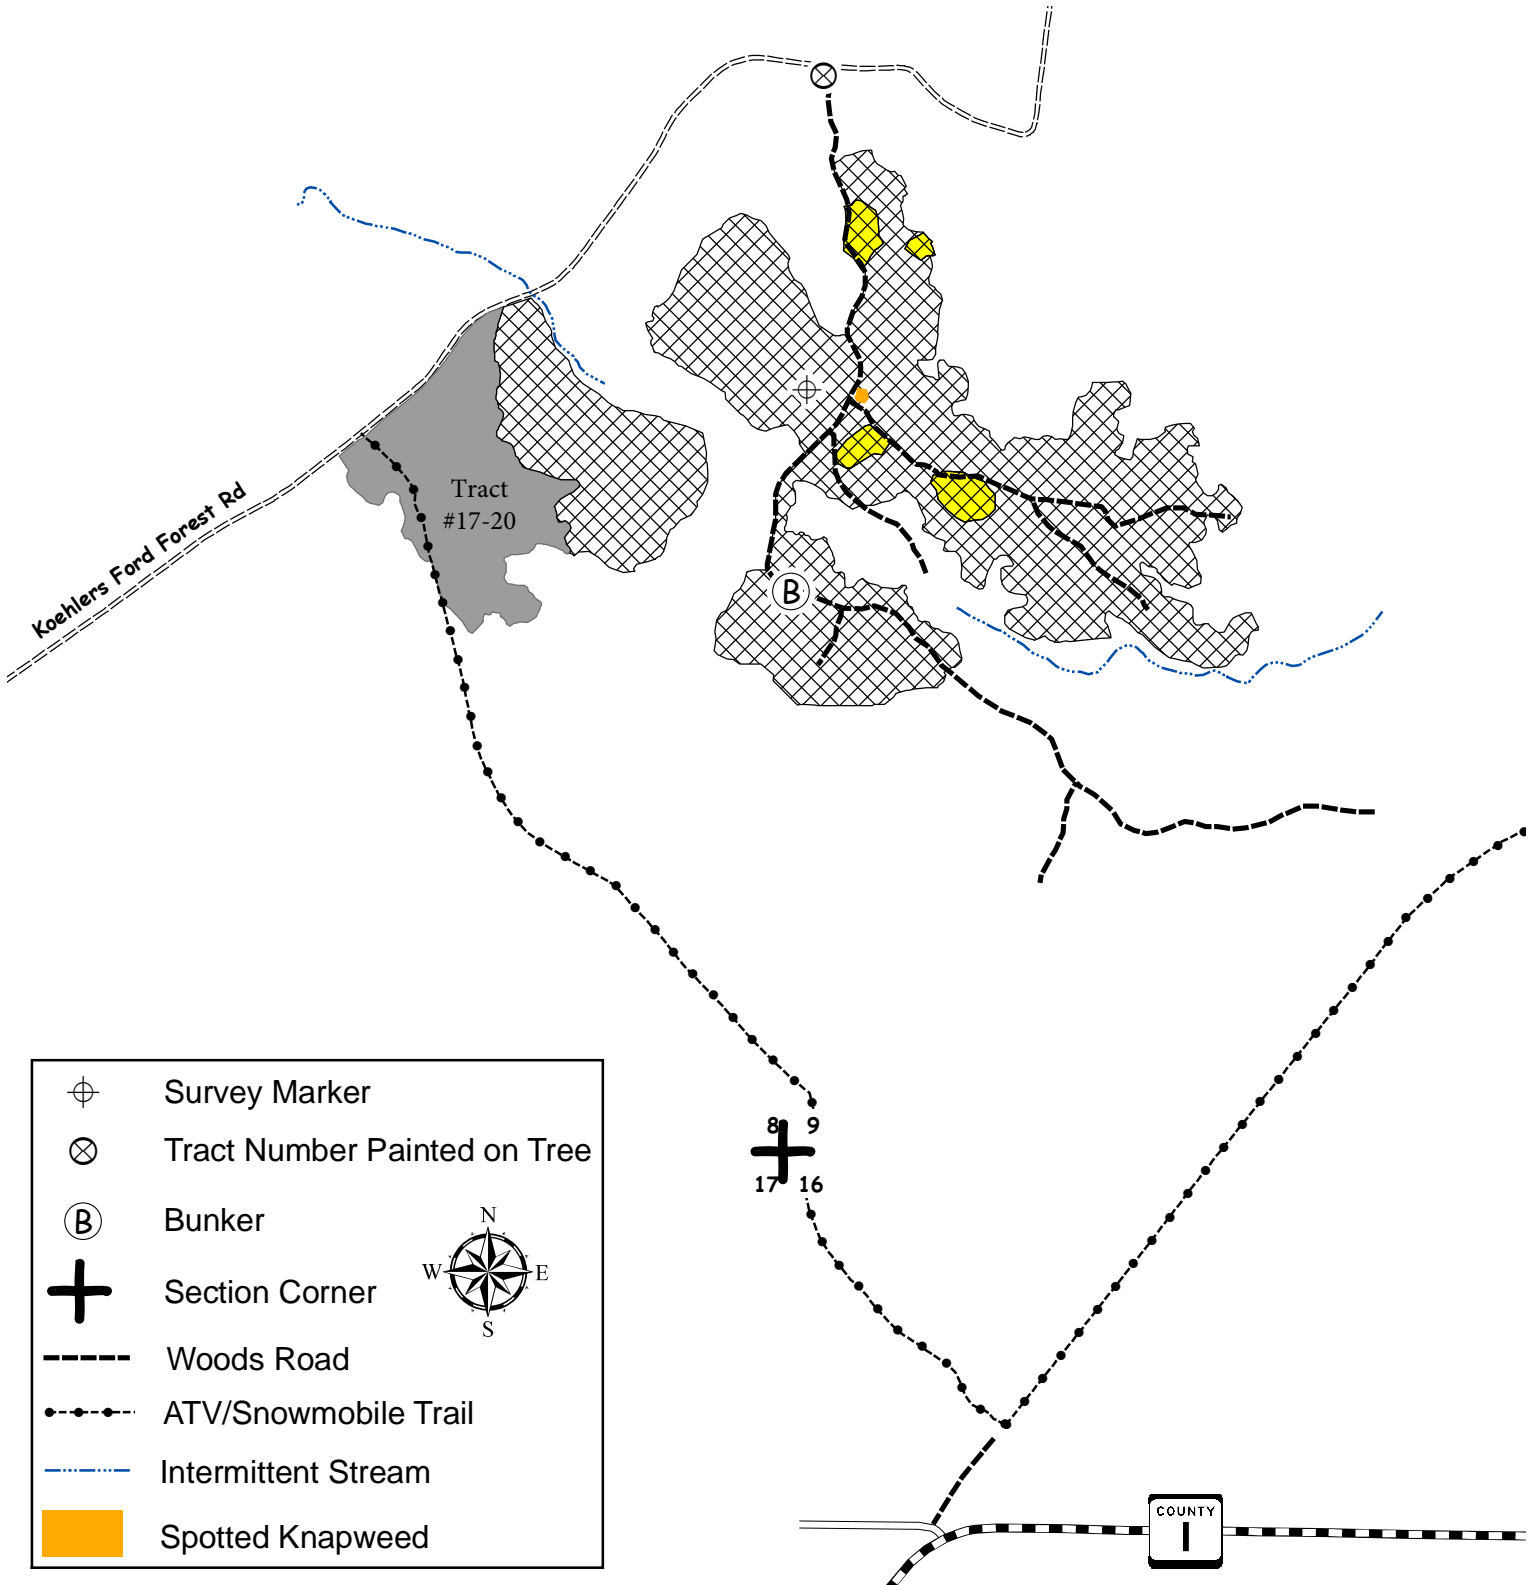 Koehlers Ford Forest Rd
Tract
#17-20
B
8 9
17 16
Survey Marker
Tract Number Painted on Tree
B
Bunker
Section Corner
N
W E
S
Woods Road
ATV/Snowmobile Trail
Intermittent Stream
Spotted Knapweed
COUNTY
I